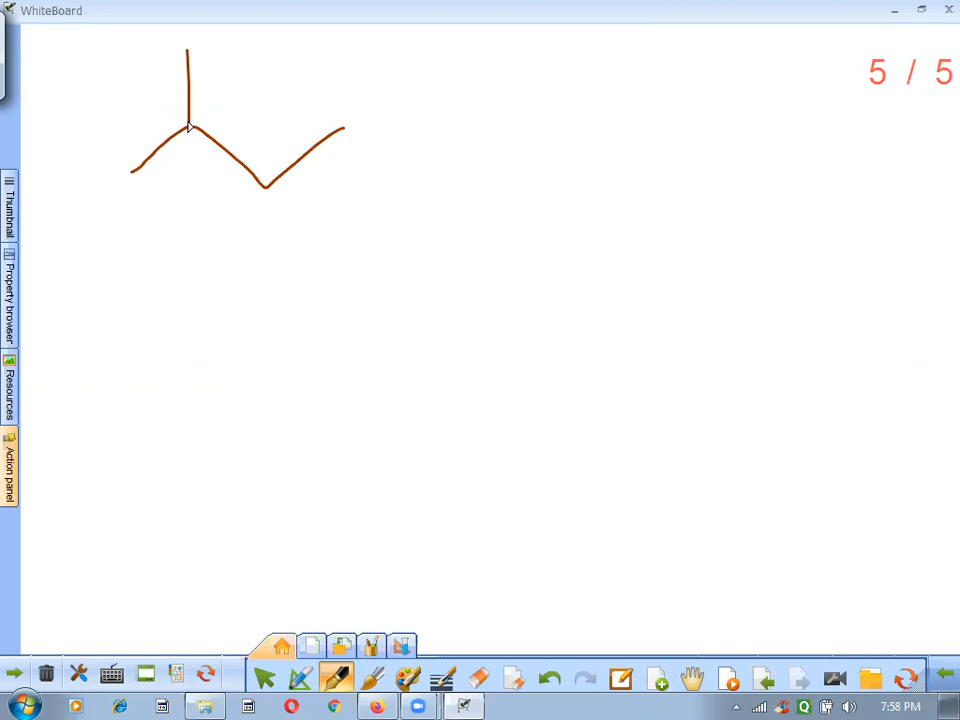 WhiteBoard
5 / 5
Thumbnail
Property browser
Resources
Action panel
7:58 PM